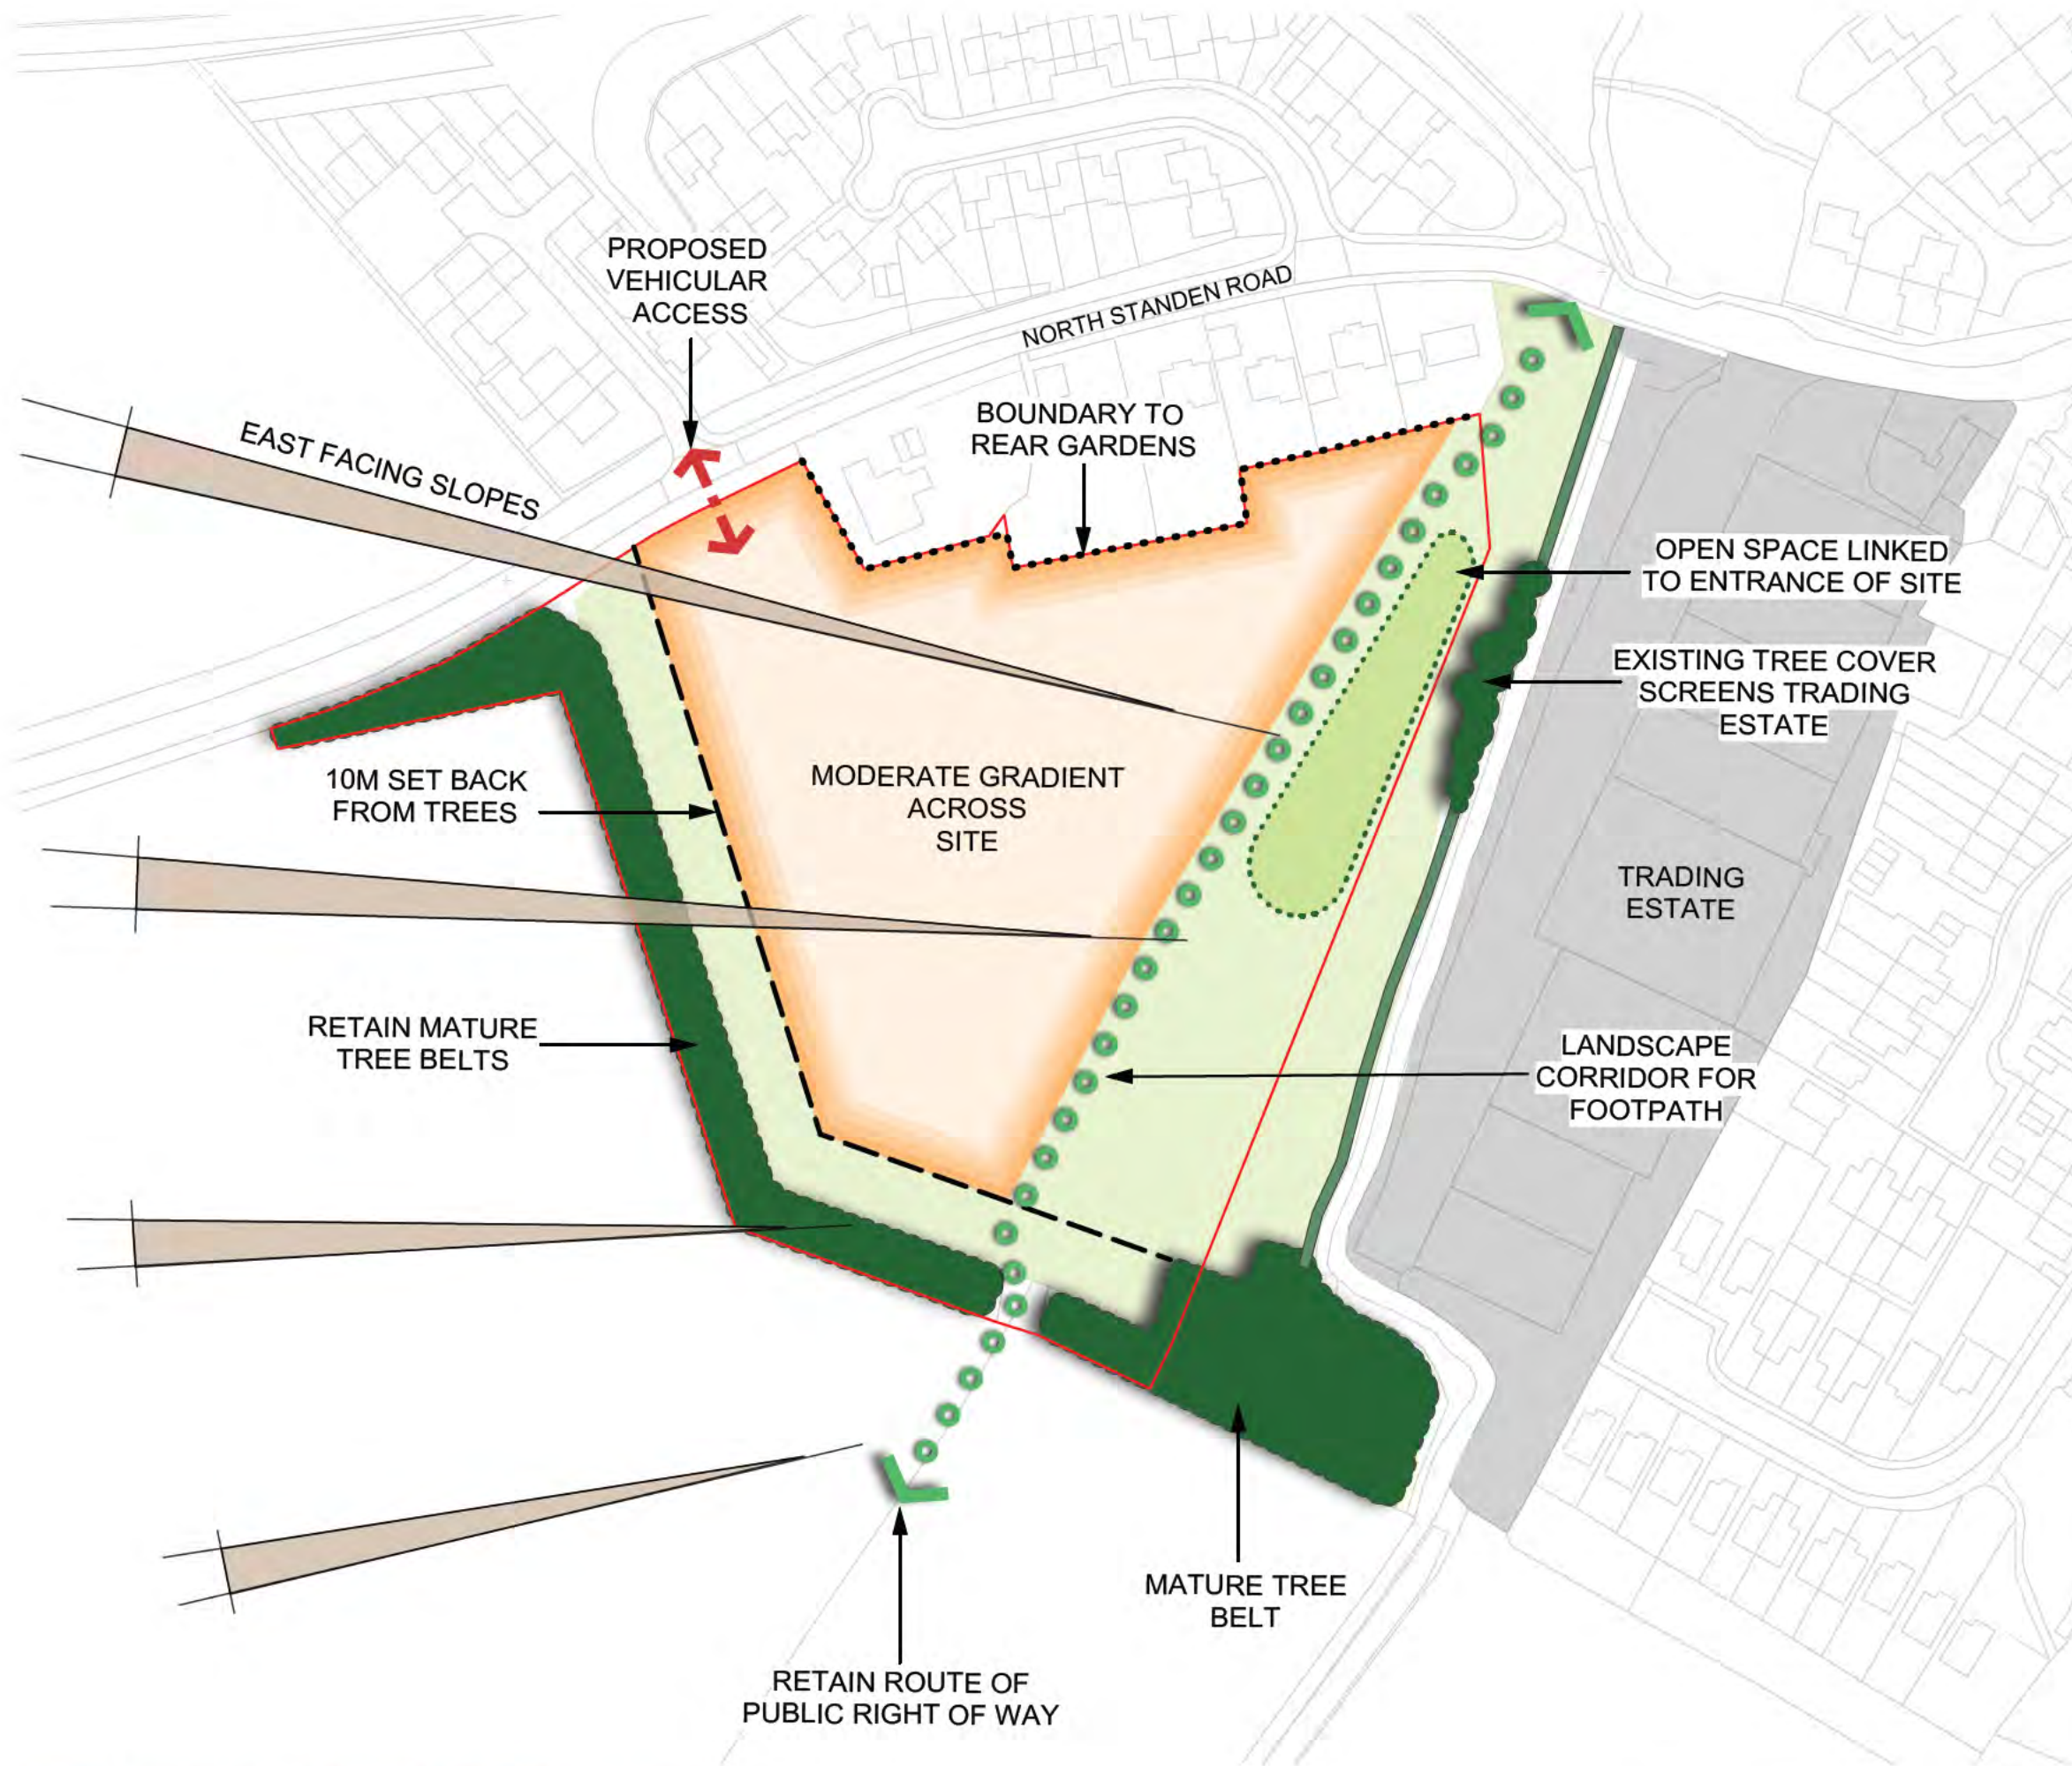 PROPOSED
VEHICULAR
ACCESS
NORTH STANDEN ROAD
EAST FACING SLOPES
BOUNDARY TO
REAR GARDENS
OPEN SPACE LINKED
TO ENTRANCE OF SITE
EXISTING TREE COVER
SCREENS TRADING
ESTATE
10M SET BACK
FROM TREES
MODERATE GRADIENT
ACROSS
SITE
TRADING
ESTATE
RETAIN MATURE
TREE BELTS
LANDSCAPE
CORRIDOR FOR
FOOTPATH
MATURE TREE
BELT
RETAIN ROUTE OF
PUBLIC RIGHT OF WAY